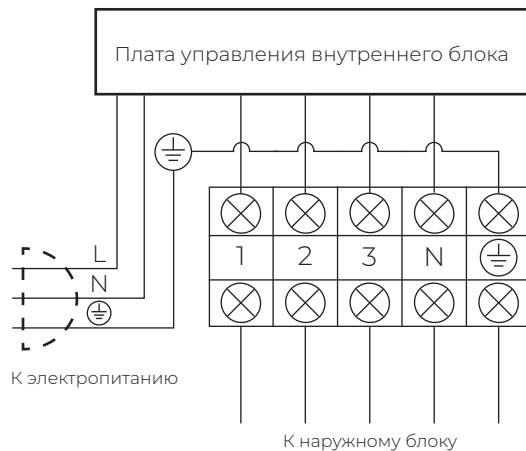 Плата управления внутреннего блока
1 2 3 N
L
N
К электропитанию
К наружному блоку